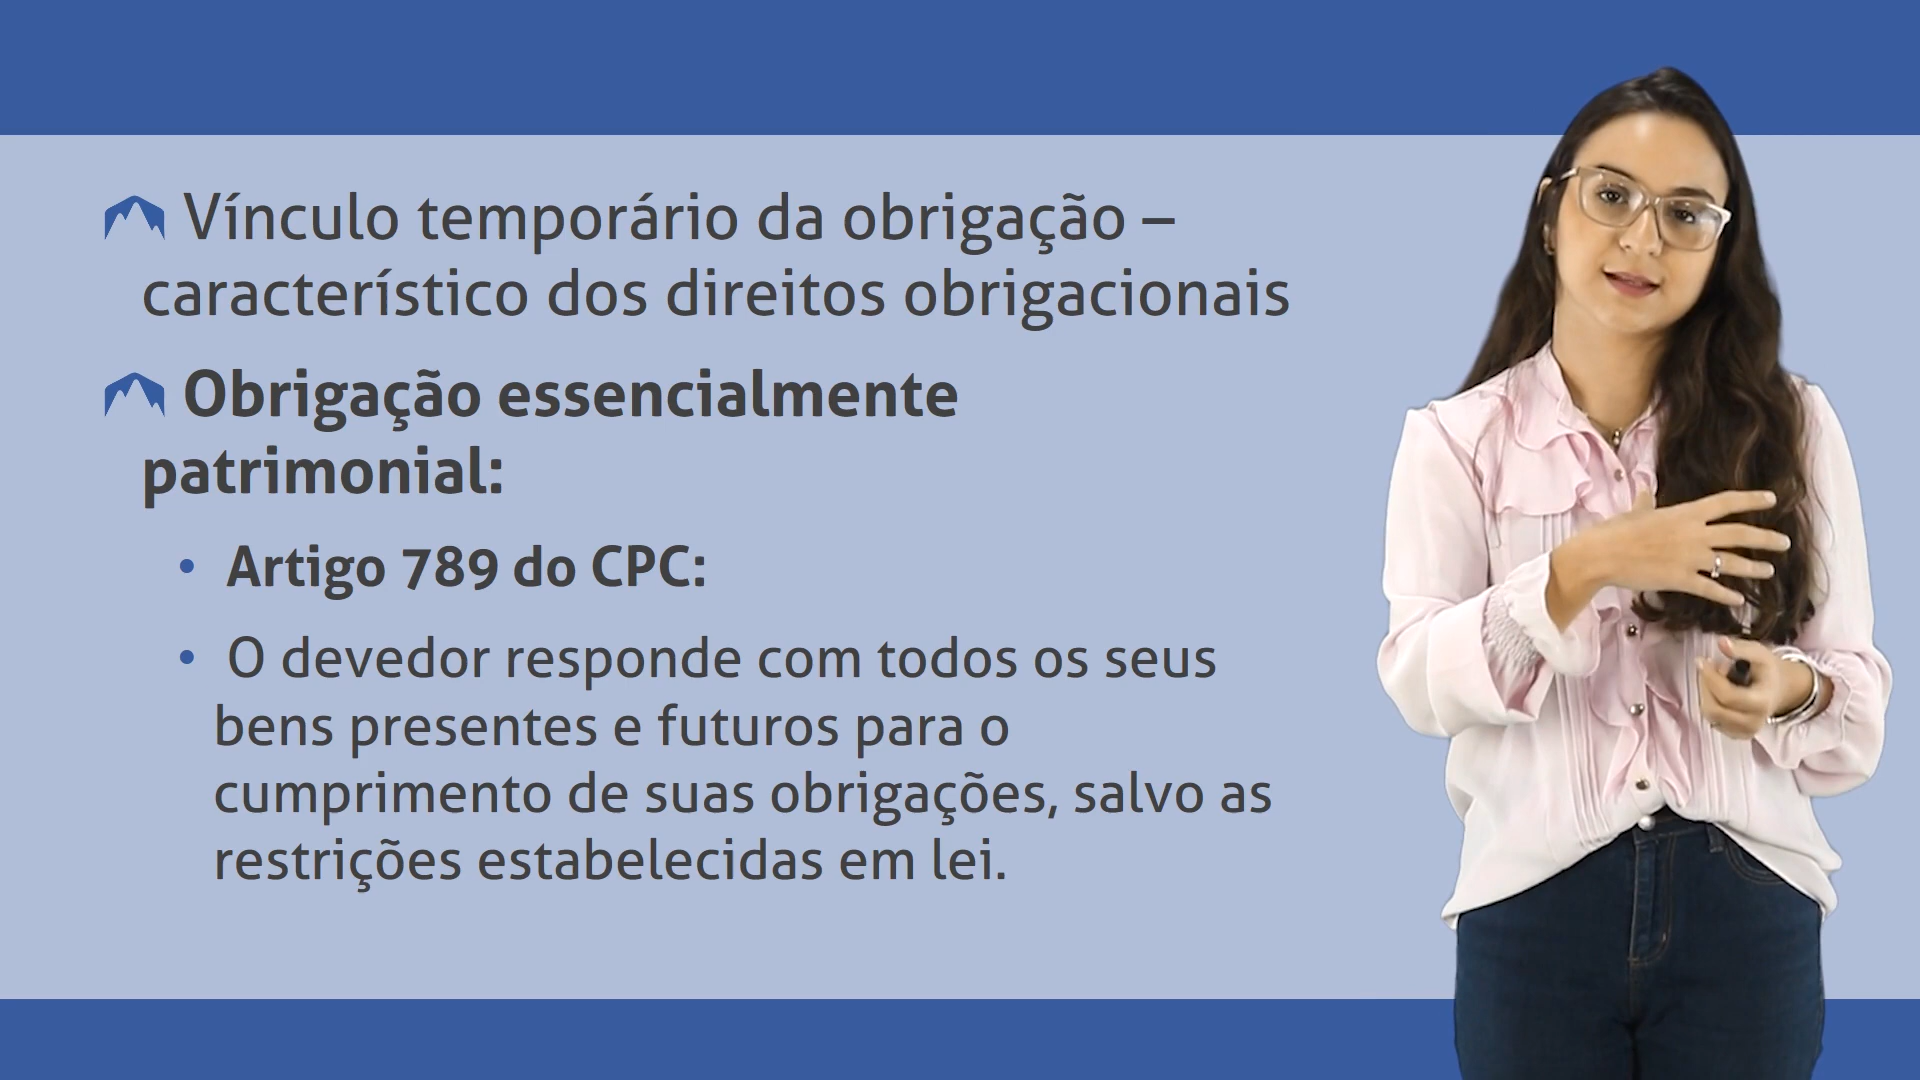 Vínculo temporário da obrigação –
característico dos direitos obrigacionais
Obrigação essencialmente
patrimonial:
• Artigo 789 do CPC:
• O devedor responde com todos os seus
bens presentes e futuros para o
cumprimento de suas obrigações, salvo as
restrições estabelecidas em lei.